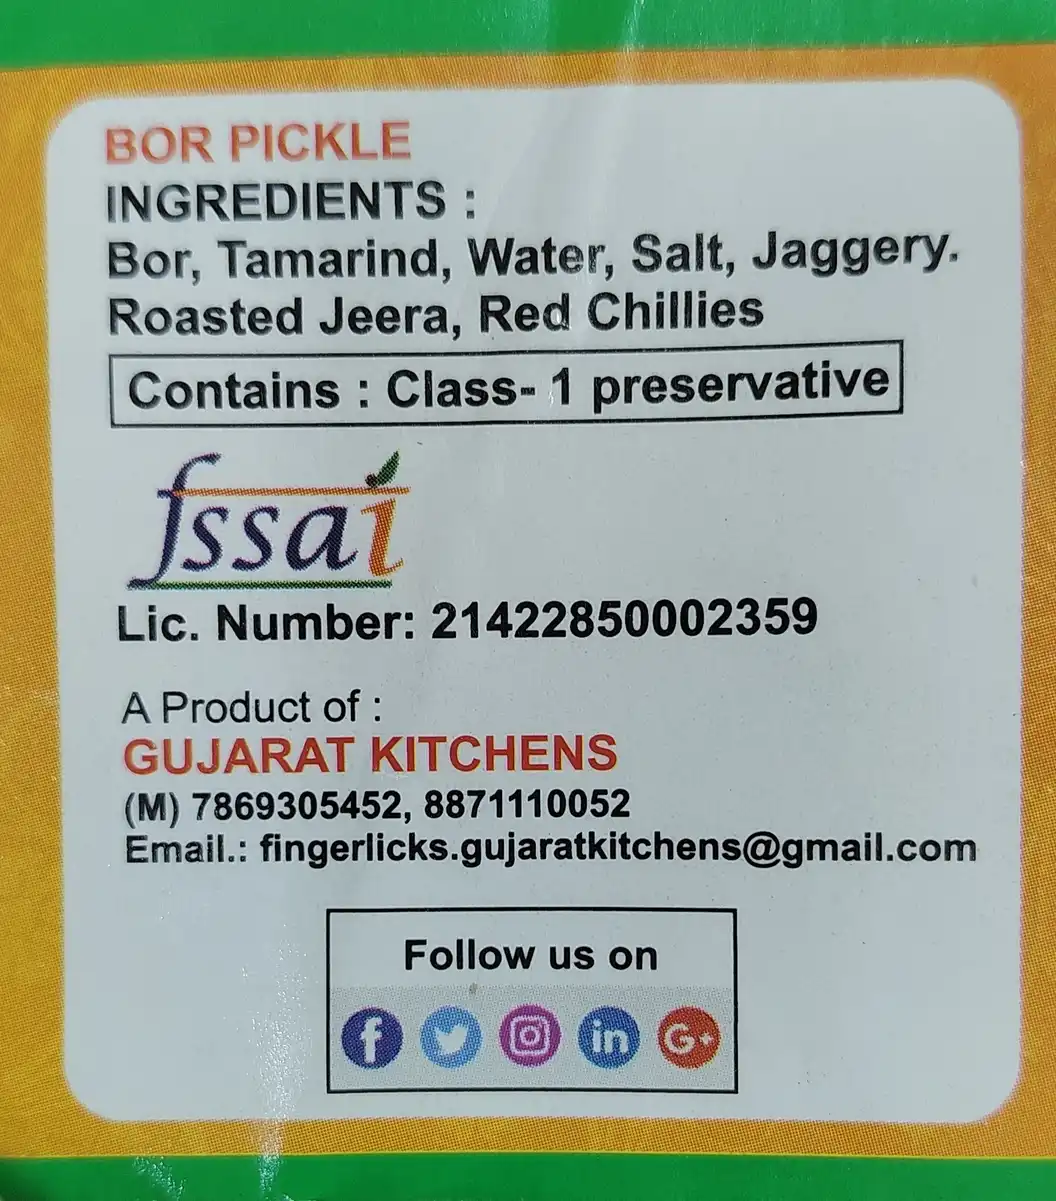 BOR PICKLE
INGREDIENTS :
Bor, Tamarind, Water, Salt, Jaggery.
Roasted Jeera, Red Chillies
Contains : Class- 1 preservative
fssai
Lic. Number: 21422850002359
A Product of :
GUJARAT KITCHENS
(M) 7869305452, 8871110052
Email.: fingerlicks.gujaratkitchens@gmail.com
Follow us on
f in G+